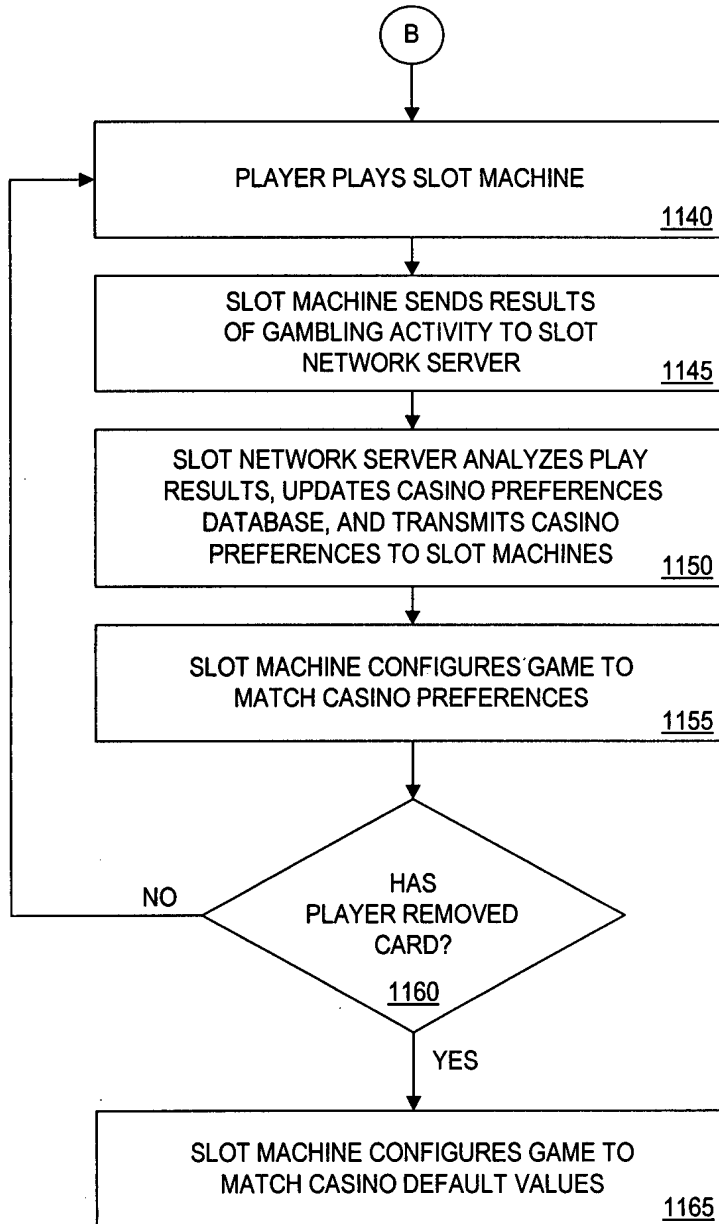 B
PLAYER PLAYS SLOT MACHINE
1140
SLOT MACHINE SENDS RESULTS
OF GAMBLING ACTIVITY TO SLOT
NETWORK SERVER
1145
SLOT NETWORK SERVER ANALYZES PLAY
RESULTS, UPDATES CASINO PREFERENCES
DATABASE, AND TRANSMITS CASINO
PREFERENCES TO SLOT MACHINES
1150
SLOT MACHINE CONFIGURES GAME TO
MATCH CASINO PREFERENCES
1155
NO
HAS
PLAYER REMOVED
CARD?
1160
YES
SLOT MACHINE CONFIGURES GAME TO
MATCH CASINO DEFAULT VALUES
1165